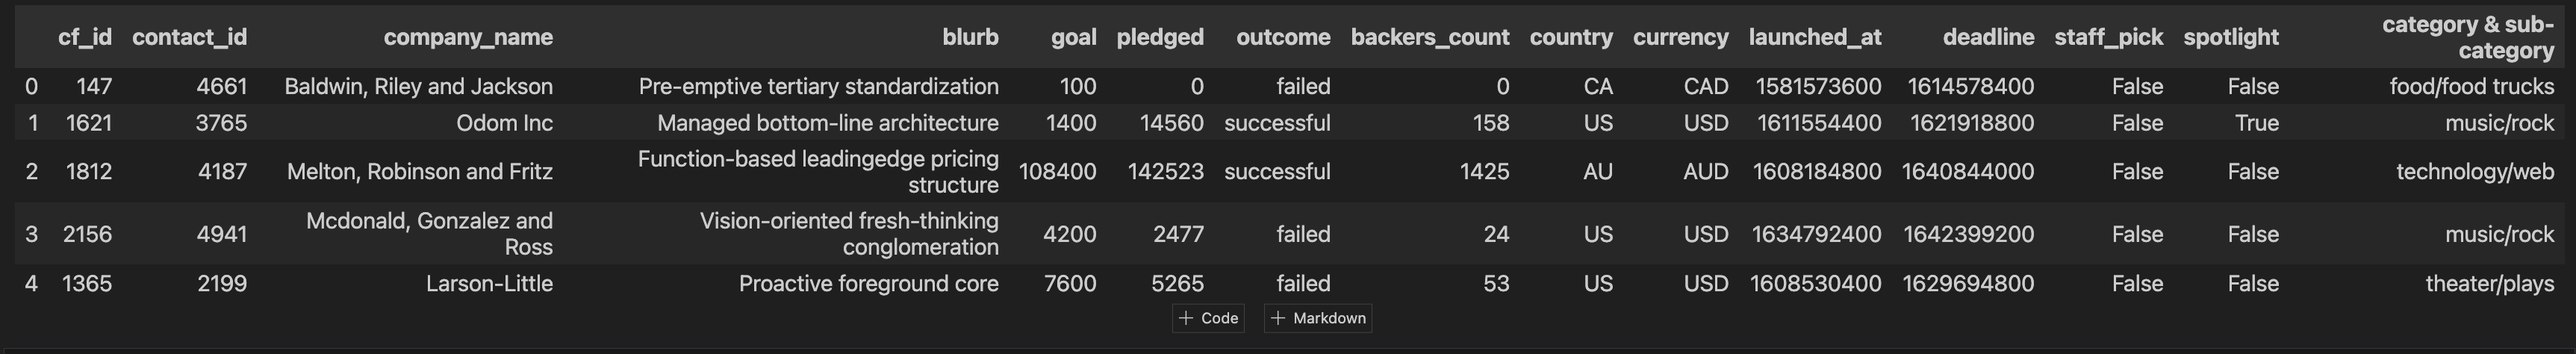 cf_id contact_id company_name blurb goal pledged outcome backers_count country currency launched_at deadline staff_pick spotlight category & sub-category
0 147 4661 Baldwin, Riley and Jackson Pre-emptive tertiary standardization 100 0 failed 0 CA CAD 1581573600 1614578400 False False food/food trucks
1 1621 3765 Odom Inc Managed bottom-line architecture 1400 14560 successful 158 US USD 1611554400 1621918800 False True music/rock
2 1812 4187 Melton, Robinson and Fritz Function-based leadingedge pricing structure 108400 142523 successful 1425 AU AUD 1608184800 1640844000 False False technology/web
3 2156 4941 Mcdonald, Gonzalez and Ross Vision-oriented fresh-thinking conglomeration 4200 2477 failed 24 US USD 1634792400 1642399200 False False music/rock
4 1365 2199 Larson-Little Proactive foreground core 7600 5265 failed 53 US USD 1608530400 1629694800 False False theater/plays
+ Code + Markdown